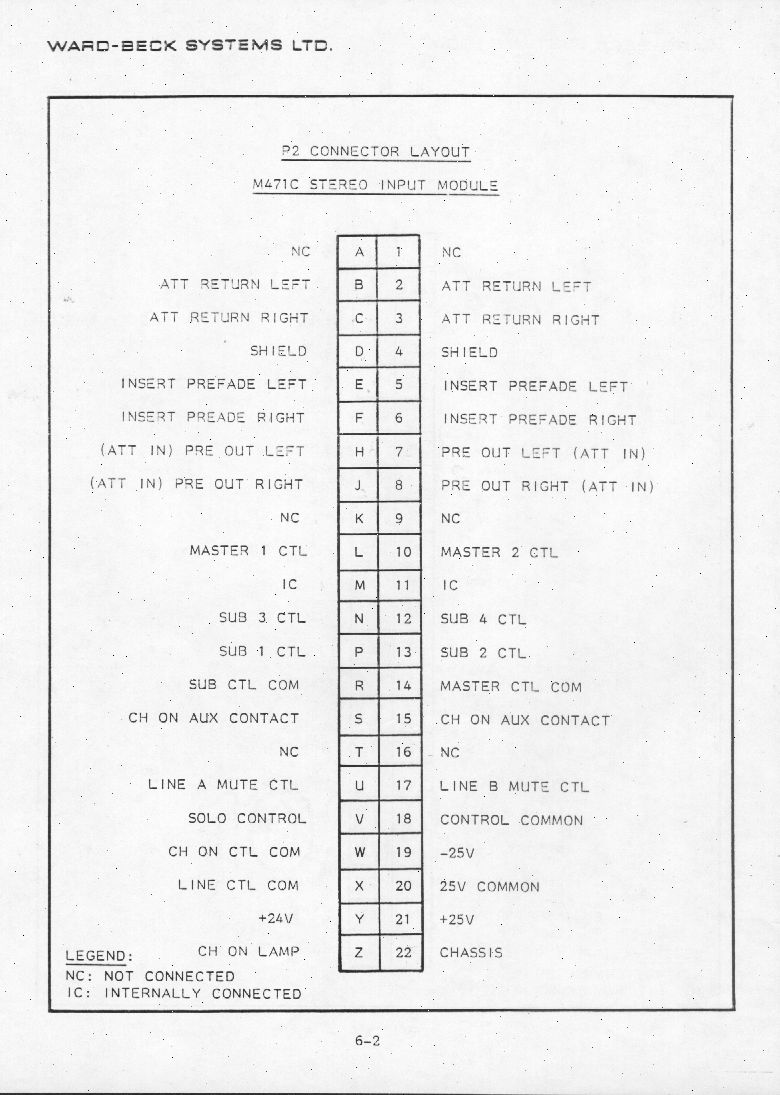 WARD-BECK SYSTEMS LTD.
P2 CONNECTOR LAYOUT
M471C STEREO INPUT MODULE
NC A 1 NC
ATT RETURN LEFT B 2 ATT RETURN LEFT
ATT RETURN RIGHT C 3 ATT RETURN RIGHT
SHIELD D 4 SHIELD
INSERT PREFADE LEFT E 5 INSERT PREFADE LEFT
INSERT PREADE RIGHT F 6 INSERT PREFADE RIGHT
(ATT IN) PRE OUT LEFT H 7 PRE OUT LEFT (ATT IN)
(ATT IN) PRE OUT RIGHT J 8 PRE OUT RIGHT (ATT IN)
NC K 9 NC
MASTER 1 CTL L 10 MASTER 2 CTL
IC M 11 IC
SUB 3 CTL N 12 SUB 4 CTL
SUB 1 CTL P 13 SUB 2 CTL
SUB CTL COM R 14 MASTER CTL COM
CH ON AUX CONTACT S 15 CH ON AUX CONTACT
NC T 16 NC
LINE A MUTE CTL U 17 LINE B MUTE CTL
SOLO CONTROL V 18 CONTROL COMMON
CH ON CTL COM W 19 -25V
LINE CTL COM X 20 25V COMMON
+24V Y 21 +25V
CH ON LAMP Z 22 CHASSIS
LEGEND:
NC: NOT CONNECTED
IC: INTERNALLY CONNECTED
6-2